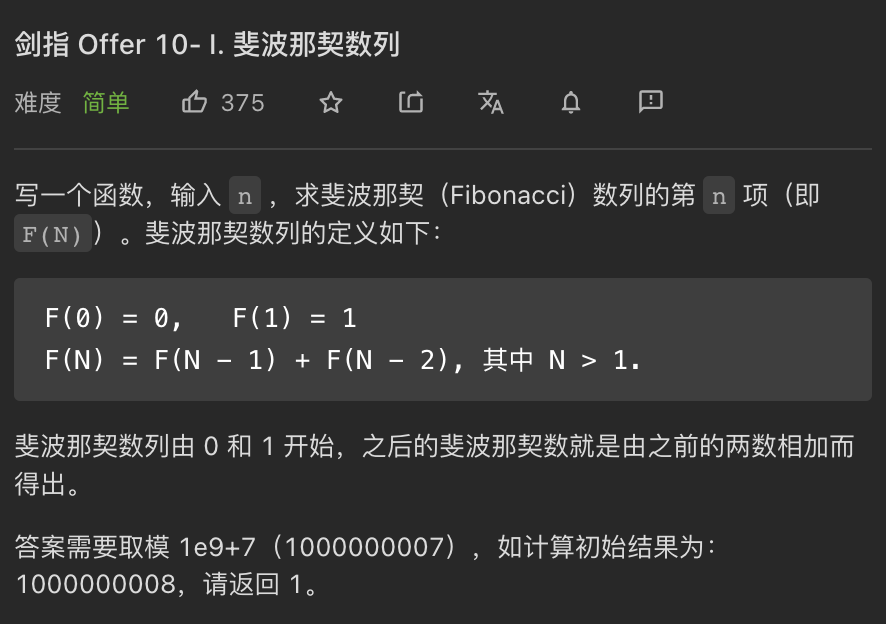 剑指 Offer 10- I. 斐波那契数列
难度 简单 375
写一个函数，输入 n ，求斐波那契（Fibonacci）数列的第 n 项（即
F(N)）。斐波那契数列的定义如下：
F(0) = 0,   F(1) = 1
F(N) = F(N - 1) + F(N - 2), 其中 N > 1.
斐波那契数列由 0 和 1 开始，之后的斐波那契数就是由之前的两数相加而
得出。
答案需要取模 1e9+7（1000000007），如计算初始结果为：
1000000008，请返回 1。